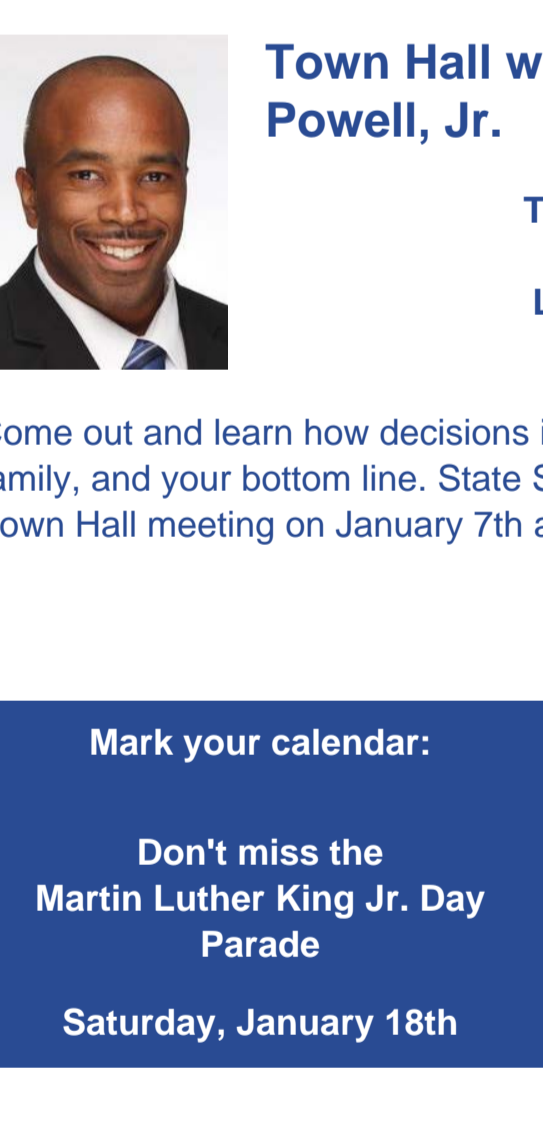 Town Hall w
Powell, Jr.
T
L
ome out and learn how decisions i
amily, and your bottom line. State S
own Hall meeting on January 7th a
Mark your calendar:
Don't miss the
Martin Luther King Jr. Day
Parade
Saturday, January 18th